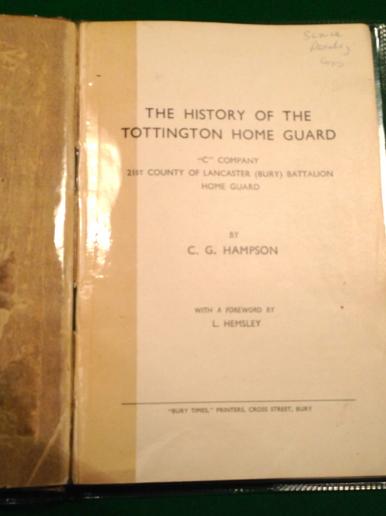 THE HISTORY OF THE
TOTTINGTON HOME GUARD
"C" COMPANY
21ST COUNTY OF LANCASTER (BURY) BATTALION
HOME GUARD
BY
C. G. HAMPSON
WITH A FOREWORD BY
L. HEMSLEY
"BURY TIMES," PRINTERS, CROSS STREET, BURY